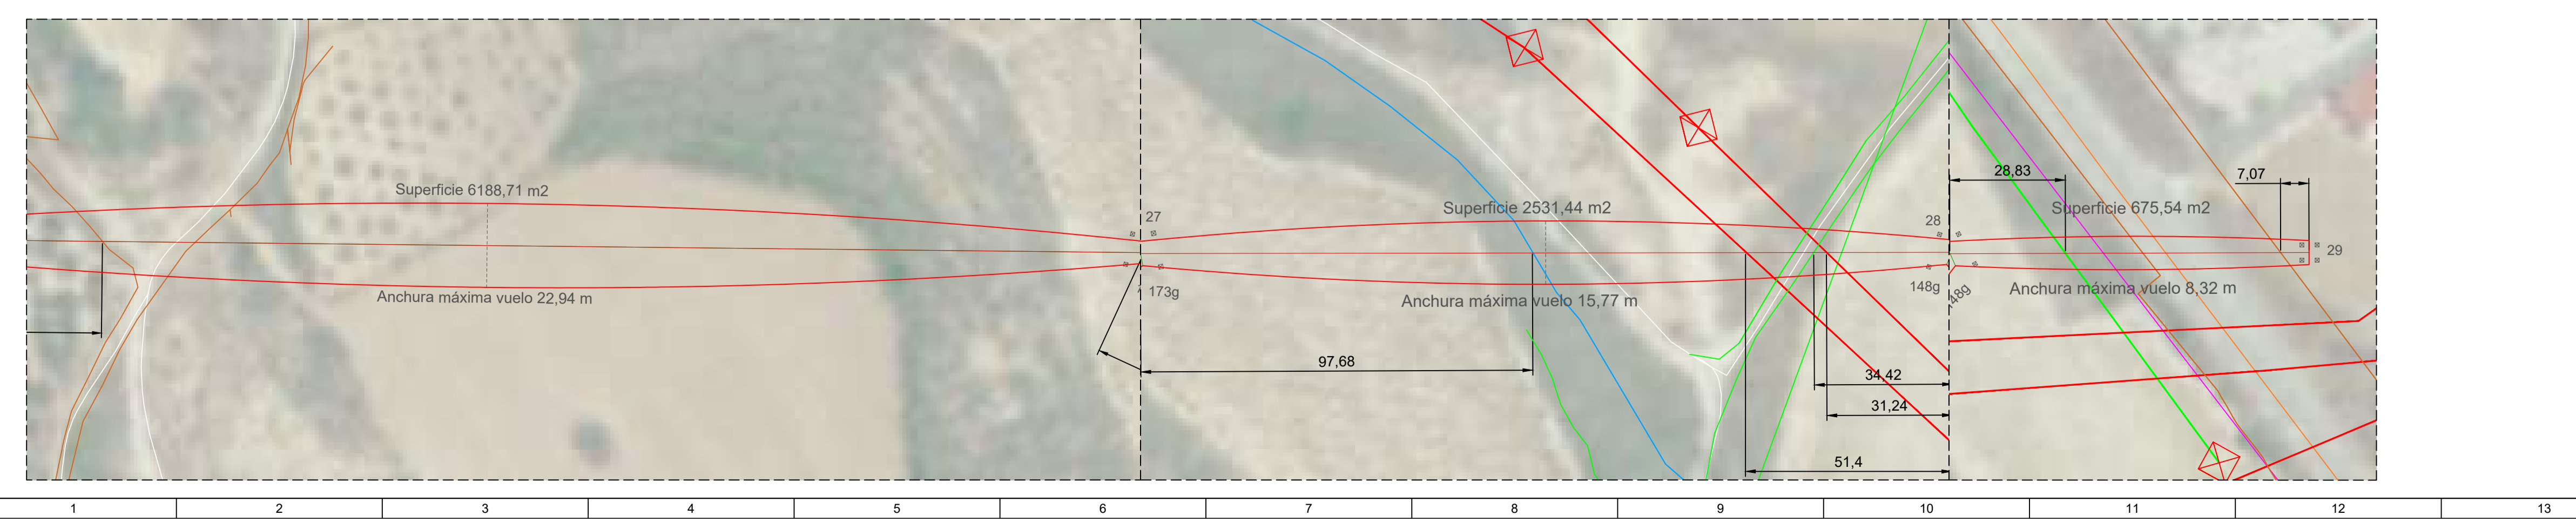 Superficie 6188,71 m2
Anchura máxima vuelo 22,94 m
27
173g
Superficie 2531,44 m2
Anchura máxima vuelo 15,77 m
97,68
28
148g
148g
34,42
31,24
51,4
28,83
7,07
Superficie 675,54 m2
29
Anchura máxima vuelo 8,32 m
1 2 3 4 5 6 7 8 9 10 11 12 13